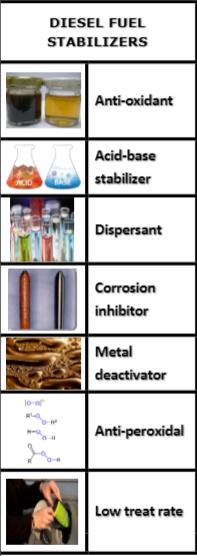 DIESEL FUEL
STABILIZERS
Anti-oxidant
ACID
BASE
Acid-base
stabilizer
Dispersant
Corrosion
inhibitor
Metal
deactivator
Anti-peroxidal
Low treat rate